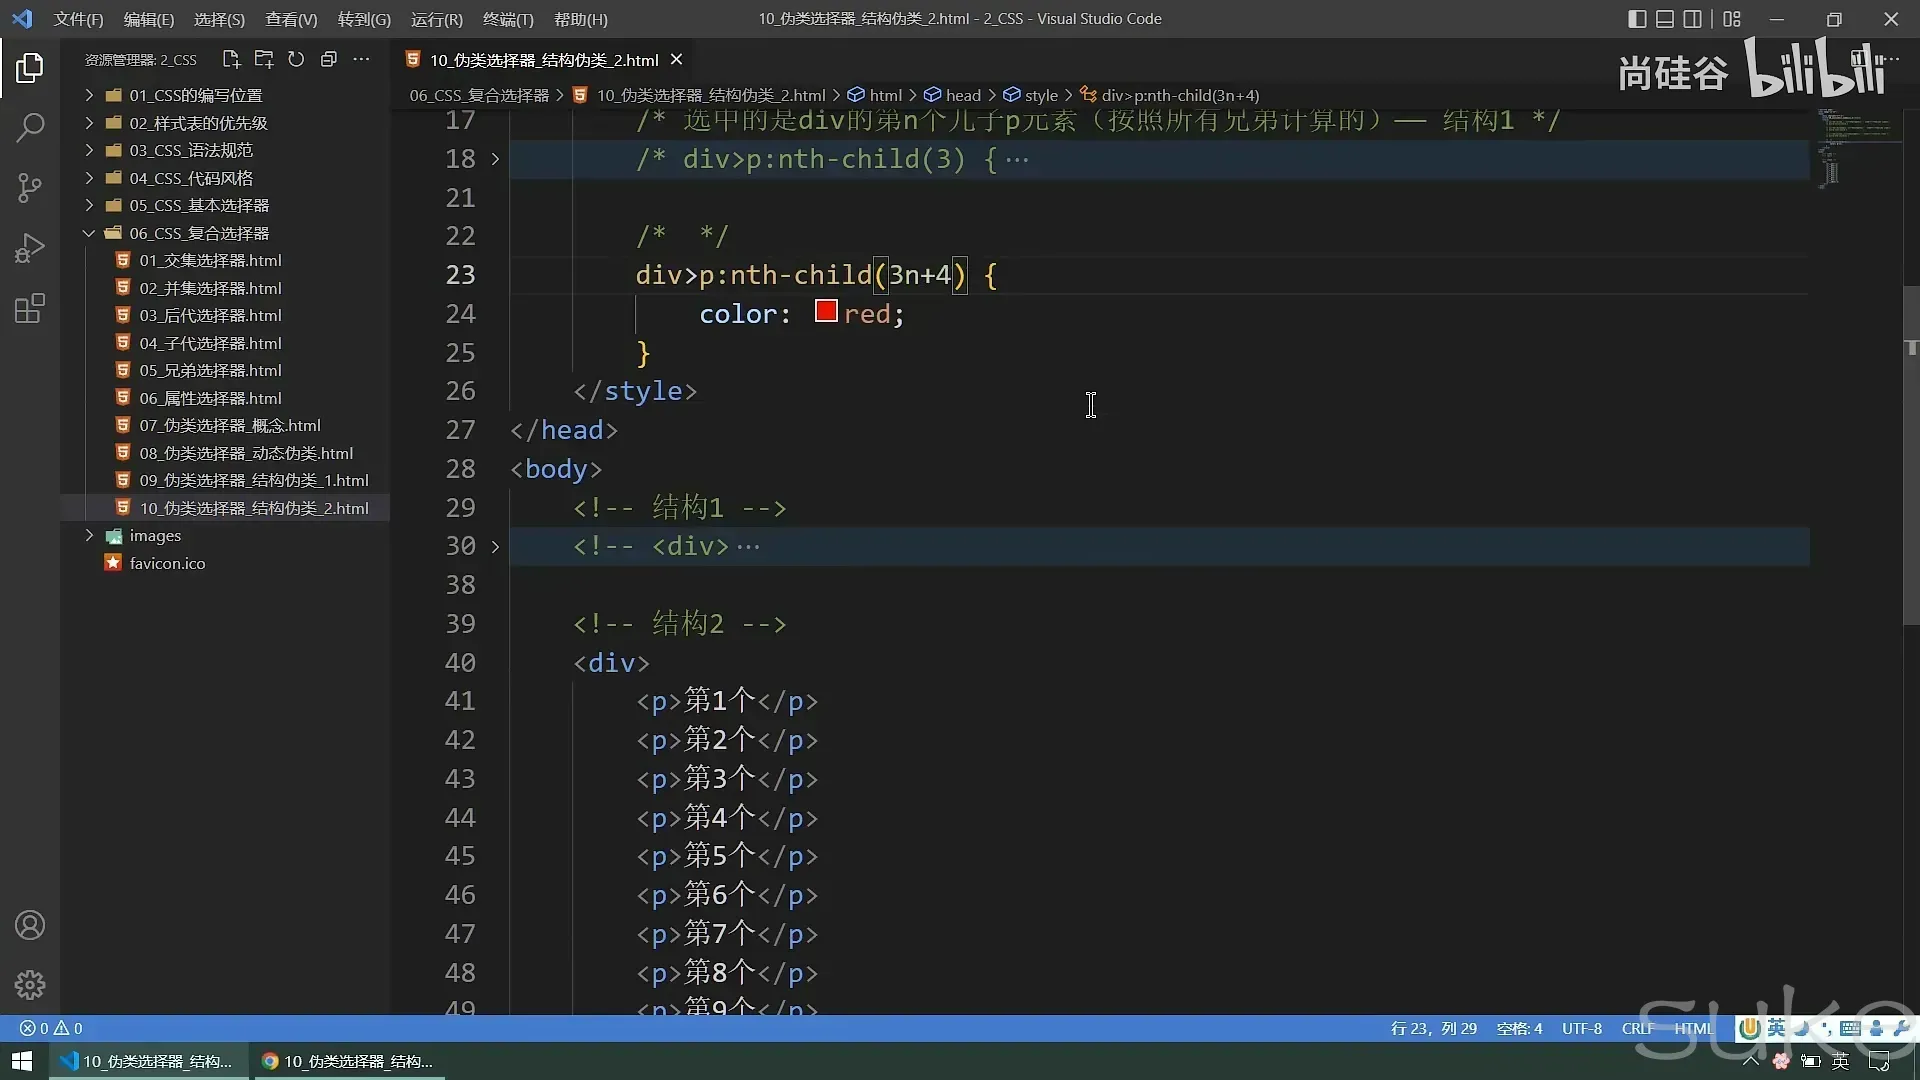 文件(F) 编辑(E) 选择(S) 查看(V) 转到(G) 运行(R) 终端(T) 帮助(H)
10_伪类选择器_结构伪类_2.html - 2_CSS - Visual Studio Code
资源管理器: 2_CSS
10_伪类选择器_结构伪类_2.html
尚硅谷 bilibili
06_CSS_复合选择器 > 10_伪类选择器_结构伪类_2.html > html > head > style > div>p:nth-child(3n+4)
01_CSS的编写位置
02_样式表的优先级
03_CSS_语法规范
04_CSS_代码风格
05_CSS_基本选择器
06_CSS_复合选择器
01_交集选择器.html
02_并集选择器.html
03_后代选择器.html
04_子代选择器.html
05_兄弟选择器.html
06_属性选择器.html
07_伪类选择器_概念.html
08_伪类选择器_动态伪类.html
09_伪类选择器_结构伪类_1.html
10_伪类选择器_结构伪类_2.html
images
favicon.ico
17 /* 选中的是div的第n个儿子p元素（按照所有兄弟计算的）—— 结构1 */
18 /* div>p:nth-child(3) {···
21
22 /*  */
23 div>p:nth-child(3n+4) {
24 color: red;
25 }
26 </style>
27 </head>
28 <body>
29 <!-- 结构1 -->
30 <!-- <div>···
38
39 <!-- 结构2 -->
40 <div>
41 <p>第1个</p>
42 <p>第2个</p>
43 <p>第3个</p>
44 <p>第4个</p>
45 <p>第5个</p>
46 <p>第6个</p>
47 <p>第7个</p>
48 <p>第8个</p>
49 <p>第9个</p>
0 0
行 23，列 29 空格: 4 UTF-8 CRLF HTML 英
suke
10_伪类选择器_结构... 10_伪类选择器_结构... 英